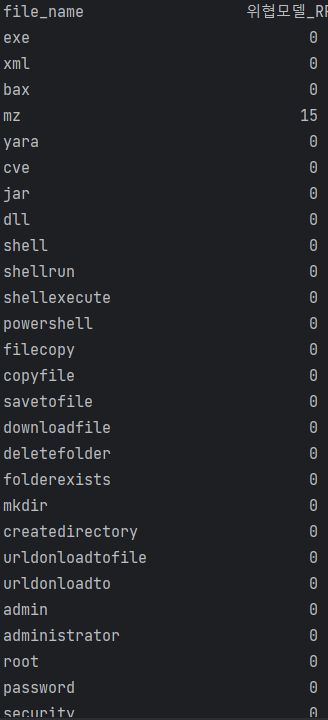 file_name 위협모델_RF
exe 0
xml 0
bax 0
mz 15
yara 0
cve 0
jar 0
dll 0
shell 0
shellrun 0
shellexecute 0
powershell 0
filecopy 0
copyfile 0
savetofile 0
downloadfile 0
deletefolder 0
folderexists 0
mkdir 0
createdirectory 0
urldonloadtofile 0
urldonloadto 0
admin 0
administrator 0
root 0
password 0
security 0